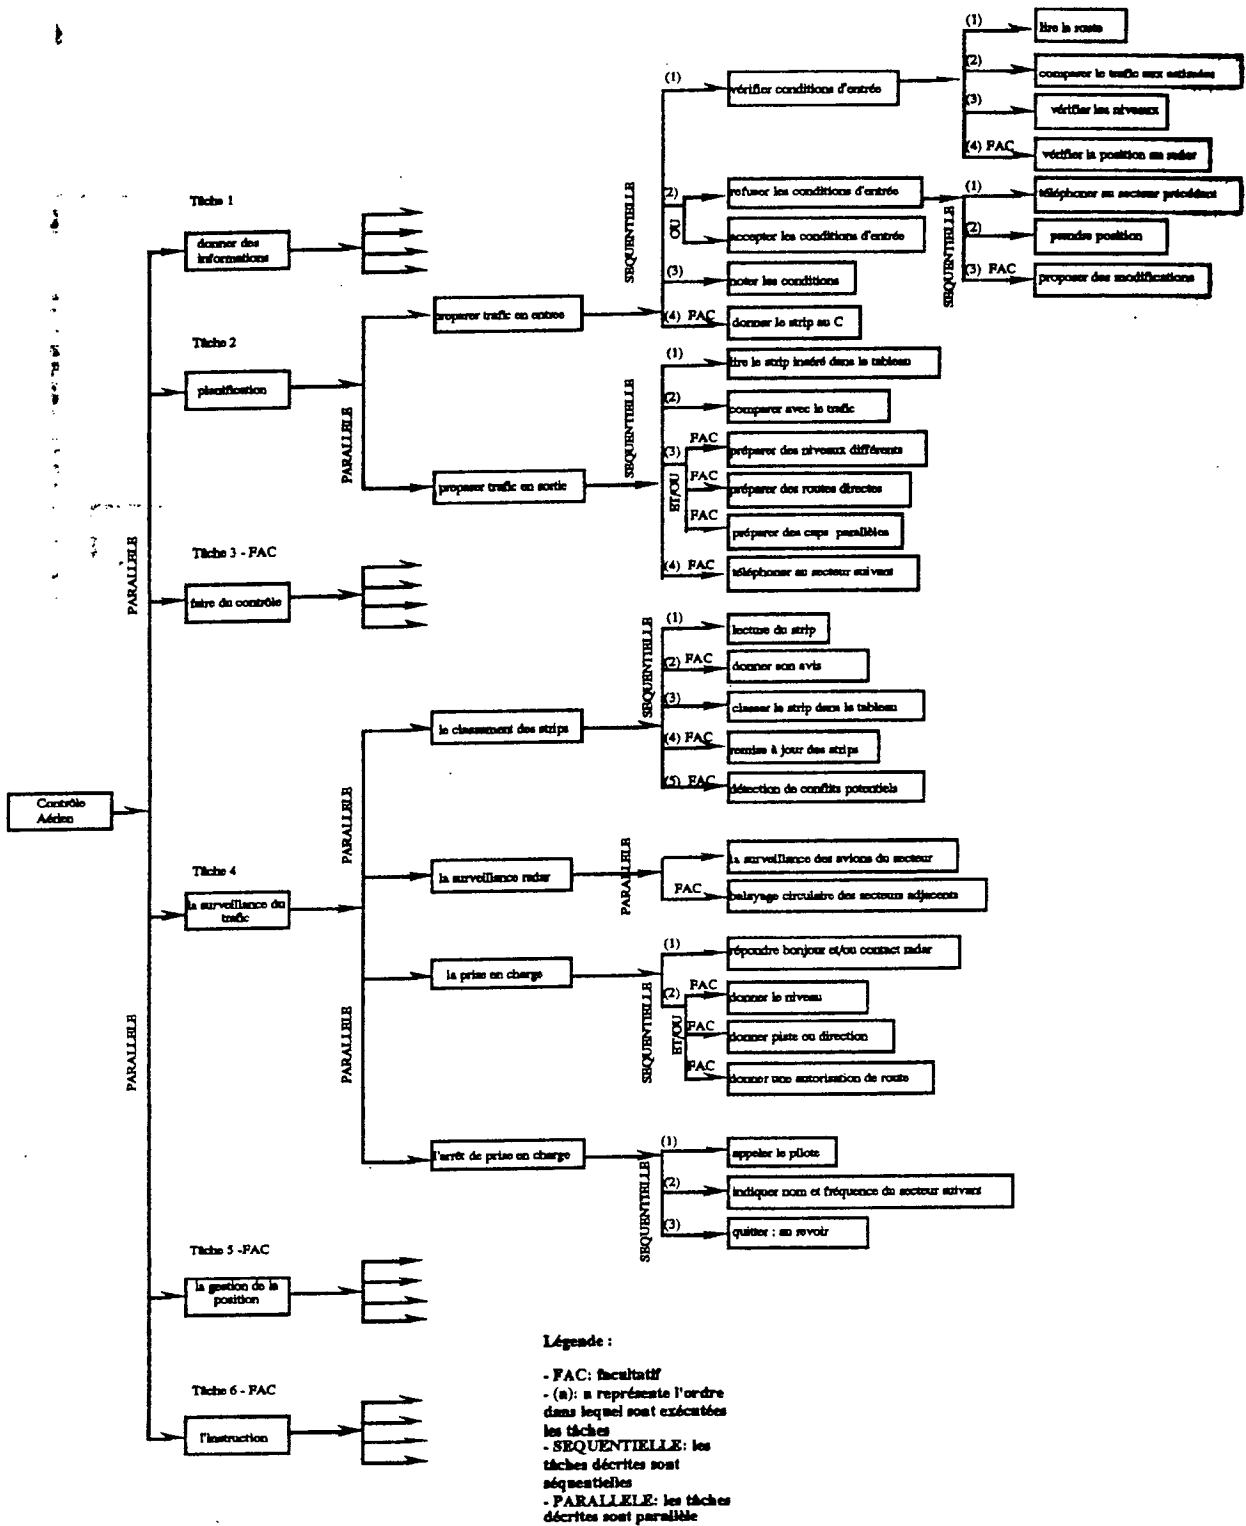 (1)
lire la route
(2)
comparer le trafic aux estimées
(3)
vérifier les niveaux
(4) FAC
vérifier la position au radar
(1)
vérifier conditions d'entrée
SEQUENTIELLE
(2)
OU
refuser les conditions d'entrée
accepter les conditions d'entrée
(3)
noter les conditions
(4) FAC
donner le strip au C
SEQUENTIELLE
(1)
téléphoner au secteur précédent
(2)
prendre position
(3) FAC
proposer des modifications
Tâche 1
donner des
informations
Tâche 2
planification
PARALLELE
preparer trafic en entree
preparer trafic en sortie
SEQUENTIELLE
(1)
lire le strip inséré dans le tableau
(2)
comparer avec le trafic
(3)
ET/OU
FAC
préparer des niveaux différents
FAC
préparer des routes directes
FAC
préparer des caps parallèles
(4) FAC
téléphoner au secteur suivant
PARALLELE
Tâche 3 - FAC
faire du contrôle
Contrôle
Aérien
PARALLELE
Tâche 4
la surveillance du
trafic
PARALLELE
PARALLELE
le classement des strips
SEQUENTIELLE
(1)
lecture du strip
(2) FAC
donner son avis
(3)
classer le strip dans le tableau
(4) FAC
remise à jour des strips
(5) FAC
détection de conflits potentiels
la surveillance radar
PARALLELE
la surveillance des avions du secteur
FAC
balayage circulaire des secteurs adjacents
la prise en charge
SEQUENTIELLE
(1)
répondre bonjour et/ou contact radar
(2)
ET/OU
FAC
donner le niveau
FAC
donner piste ou direction
FAC
donner une autorisation de route
l'arrêt de prise en charge
SEQUENTIELLE
(1)
appeler le pilote
(2)
indiquer nom et fréquence du secteur suivant
(3)
quitter : au revoir
Tâche 5 -FAC
la gestion de la
position
Tâche 6 - FAC
l'instruction
Légende :
- FAC: facultatif
- (n): n représente l'ordre
dans lequel sont exécutées
les tâches
- SEQUENTIELLE: les
tâches décrites sont
séquentielles
- PARALLELE: les tâches
décrites sont parallèle